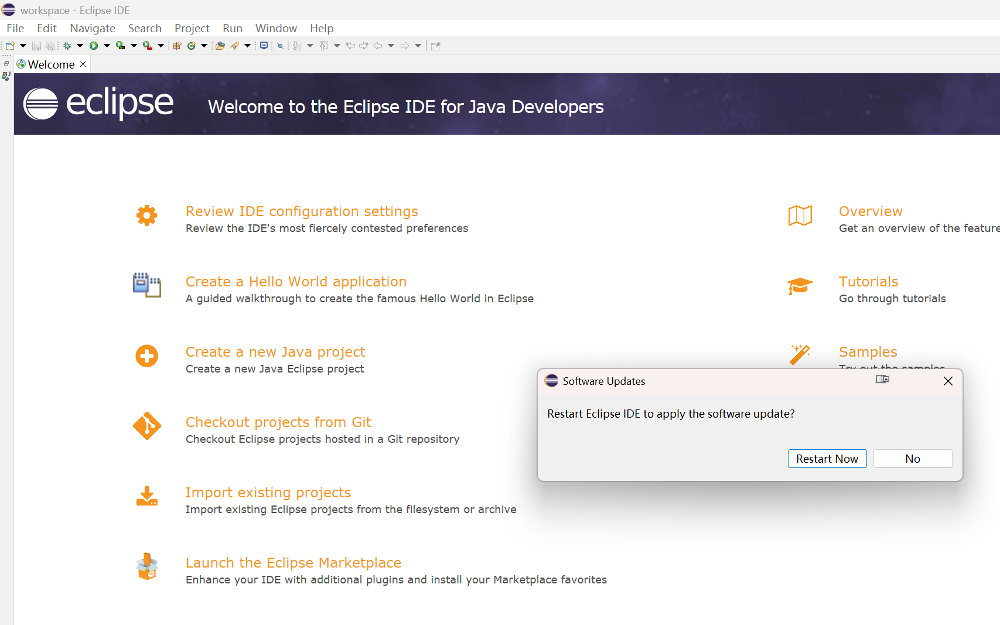 workspace - Eclipse IDE
File Edit Navigate Search Project Run Window Help
Welcome
eclipse
Welcome to the Eclipse IDE for Java Developers
Review IDE configuration settings
Review the IDE's most fiercely contested preferences
Overview
Get an overview of the feature
Create a Hello World application
A guided walkthrough to create the famous Hello World in Eclipse
Tutorials
Go through tutorials
Create a new Java project
Create a new Java Eclipse project
Samples
Try out the samples
Software Updates
Restart Eclipse IDE to apply the software update?
Restart Now
No
Checkout projects from Git
Checkout Eclipse projects hosted in a Git repository
Import existing projects
Import existing Eclipse projects from the filesystem or archive
Launch the Eclipse Marketplace
Enhance your IDE with additional plugins and install your Marketplace favorites